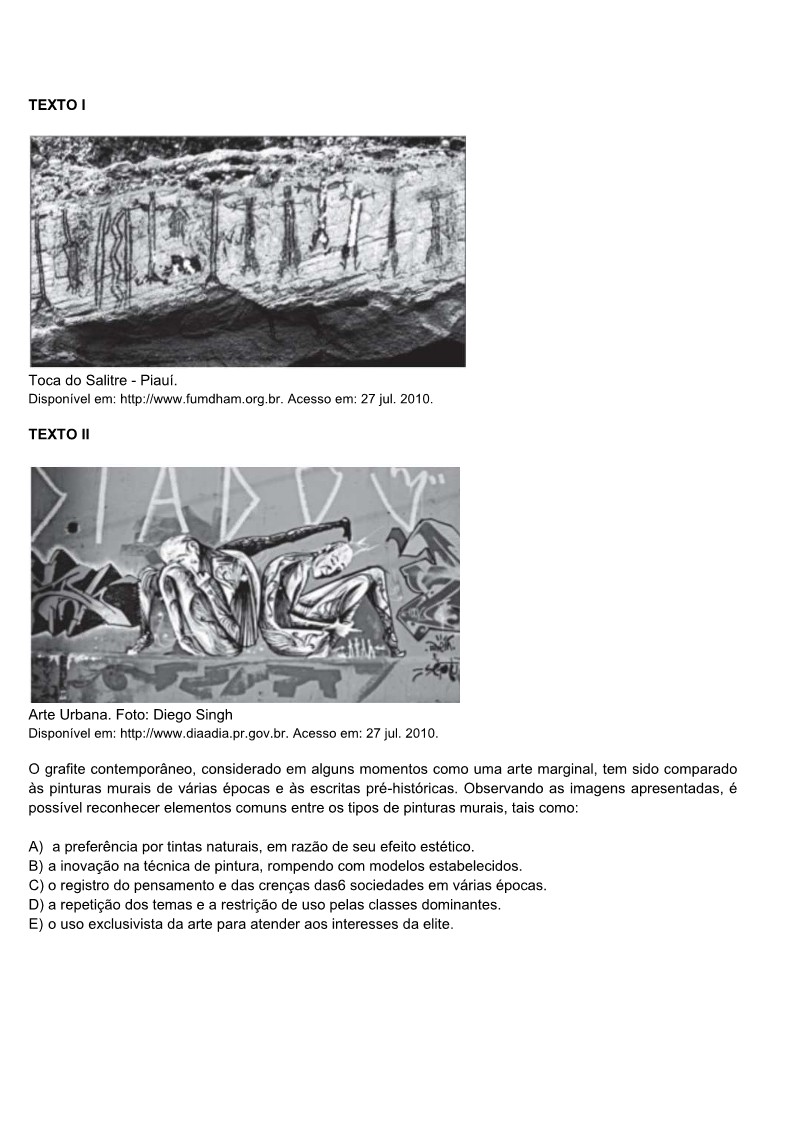 TEXTO I
Toca do Salitre - Piauí.
Disponível em: http://www.fumdham.org.br. Acesso em: 27 jul. 2010.
TEXTO II
DIADOV"
Arte Urbana. Foto: Diego Singh
Disponível em: http://www.diaadia.pr.gov.br. Acesso em: 27 jul. 2010.
O grafite contemporâneo, considerado em alguns momentos como uma arte marginal, tem sido comparado
às pinturas murais de várias épocas e às escritas pré-históricas. Observando as imagens apresentadas, é
possível reconhecer elementos comuns entre os tipos de pinturas murais, tais como:
A) a preferência por tintas naturais, em razão de seu efeito estético.
B) a inovação na técnica de pintura, rompendo com modelos estabelecidos.
C) o registro do pensamento e das crenças das6 sociedades em várias épocas.
D) a repetição dos temas e a restrição de uso pelas classes dominantes.
E) o uso exclusivista da arte para atender aos interesses da elite.